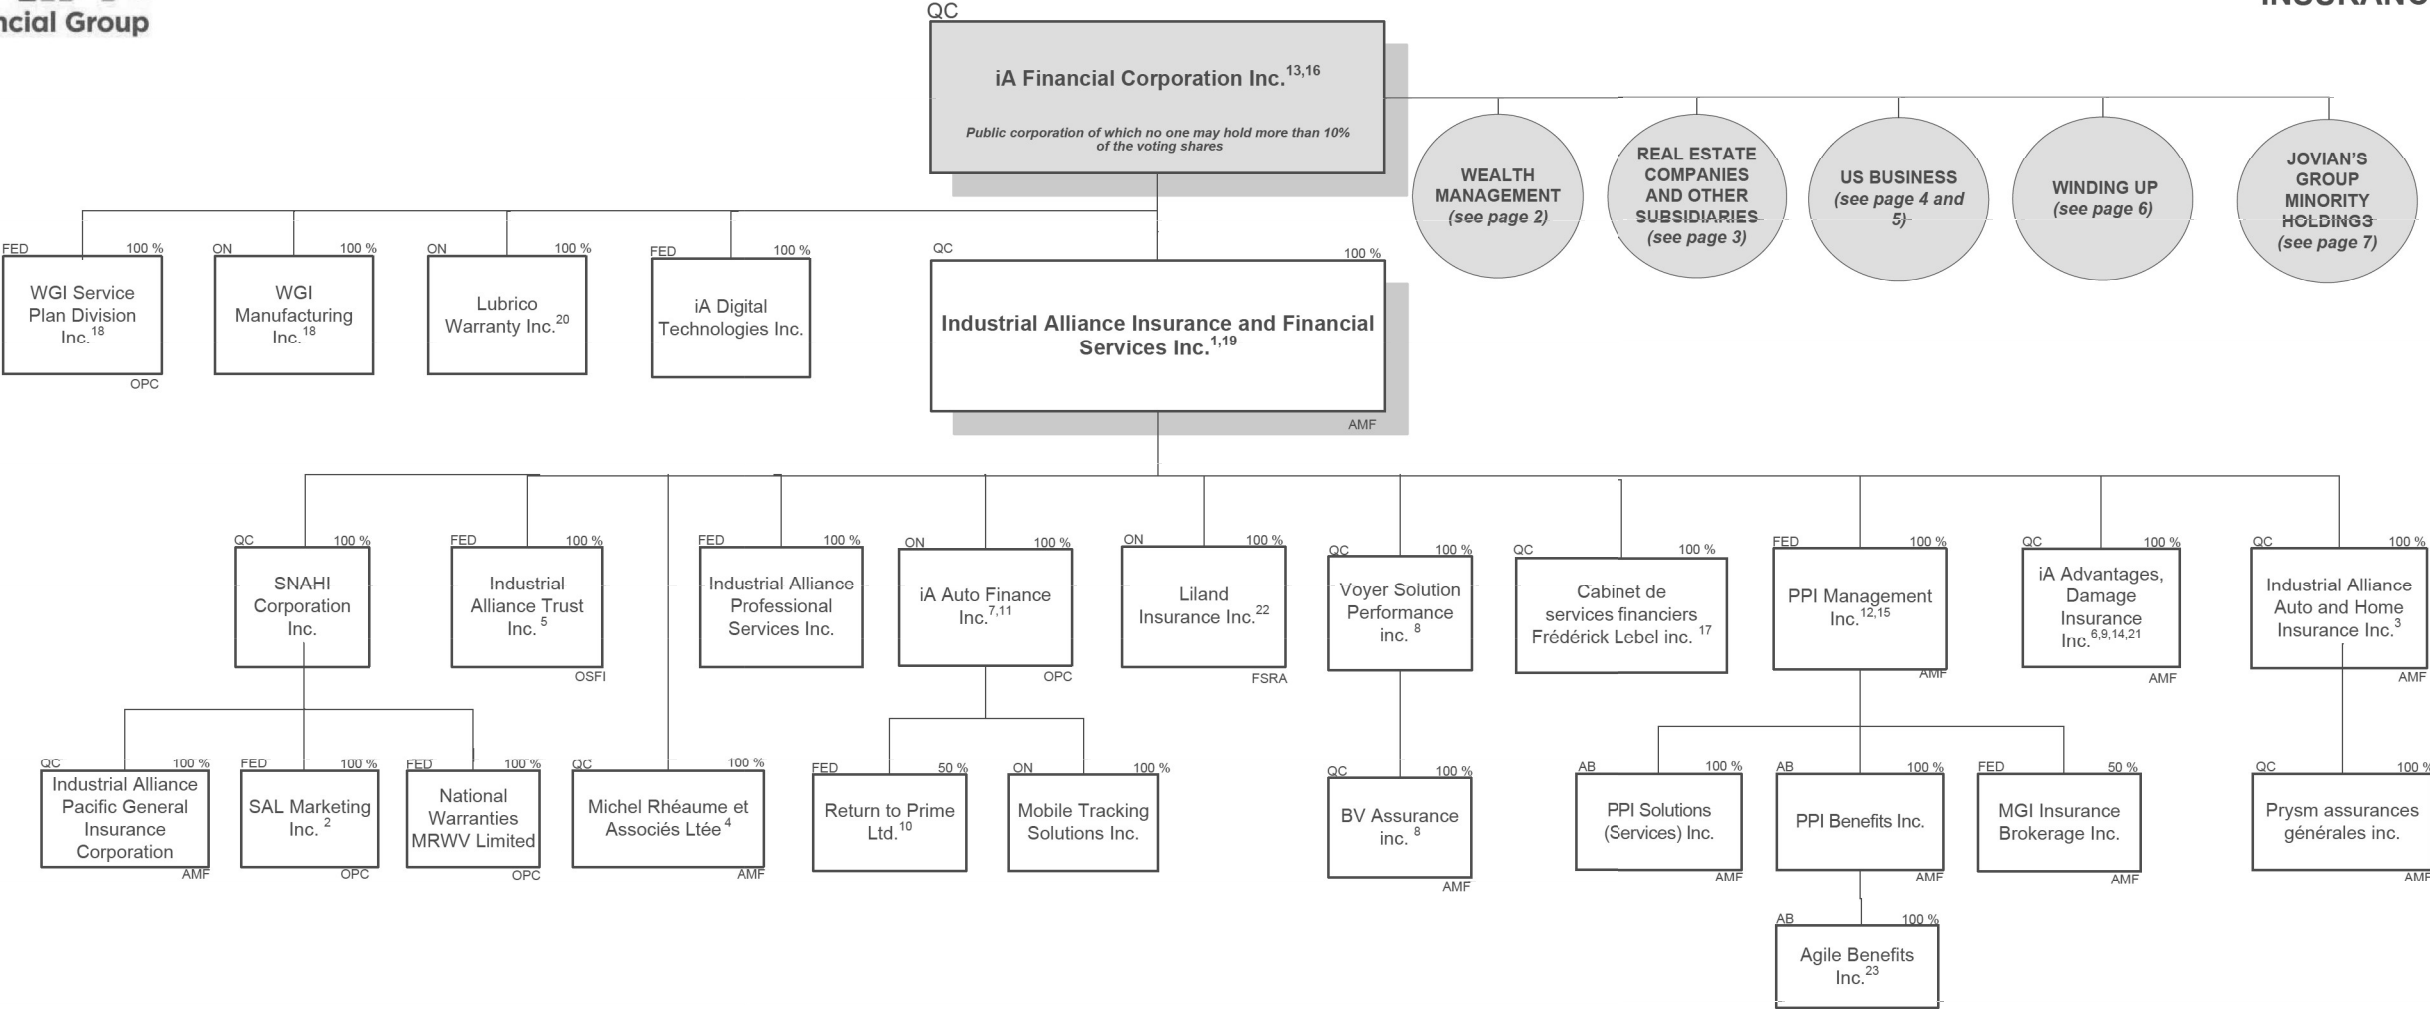 ncial Group
QC
iA Financial Corporation Inc.13,16
Public corporation of which no one may hold more than 10%
of the voting shares
WEALTH
MANAGEMENT
(see page 2)
REAL ESTATE
COMPANIES
AND OTHER
SUBSIDIARIES
(see page 3)
US BUSINESS
(see page 4 and
5)
WINDING UP
(see page 6)
JOVIAN'S
GROUP
MINORITY
HOLDINGS
(see page 7)
FED 100 %
WGI Service
Plan Division
Inc.18
OPC
ON 100 %
WGI
Manufacturing
Inc.18
ON 100 %
Lubrico
Warranty Inc.20
FED 100 %
iA Digital
Technologies Inc.
QC 100 %
Industrial Alliance Insurance and Financial
Services Inc.1,19
AMF
QC 100 %
SNAHI
Corporation
Inc.
FED 100 %
Industrial
Alliance Trust
Inc. 5
OSFI
FED 100 %
Industrial Alliance
Professional
Services Inc.
ON 100 %
iA Auto Finance
Inc.7,11
OPC
ON 100 %
Liland
Insurance Inc.22
FSRA
QC 100 %
Voyer Solution
Performance
inc. 8
QC 100 %
Cabinet de
services financiers
Frédérick Lebel inc. 17
FED 100 %
PPI Management
Inc.12,15
AMF
QC 100 %
iA Advantages,
Damage
Insurance
Inc.6,9,14,21
AMF
QC 100 %
Industrial Alliance
Auto and Home
Insurance Inc.3
AMF
QC 100 %
Industrial Alliance
Pacific General
Insurance
Corporation
AMF
FED 100 %
SAL Marketing
Inc. 2
OPC
FED 100 %
National
Warranties
MRWV Limited
OPC
QC 100 %
Michel Rhéaume et
Associés Ltée 4
AMF
FED 50 %
Return to Prime
Ltd.10
ON 100 %
Mobile Tracking
Solutions Inc.
QC 100 %
BV Assurance
inc. 8
AMF
AB 100 %
PPI Solutions
(Services) Inc.
AMF
AB 100 %
PPI Benefits Inc.
AMF
FED 50 %
MGI Insurance
Brokerage Inc.
AMF
QC 100 %
Prysm assurances
générales inc.
AMF
AB 100 %
Agile Benefits
Inc.23